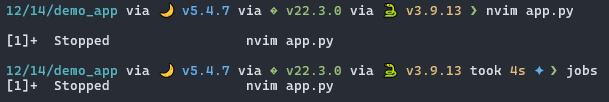 12/14/demo_app via 🌙 v5.4.7 via � v22.3.0 via 🐍 v3.9.13 ❯ nvim app.py
[1]+  Stopped                 nvim app.py
12/14/demo_app via 🌙 v5.4.7 via � v22.3.0 via 🐍 v3.9.13 took 4s ✦ ❯ jobs
[1]+  Stopped                 nvim app.py